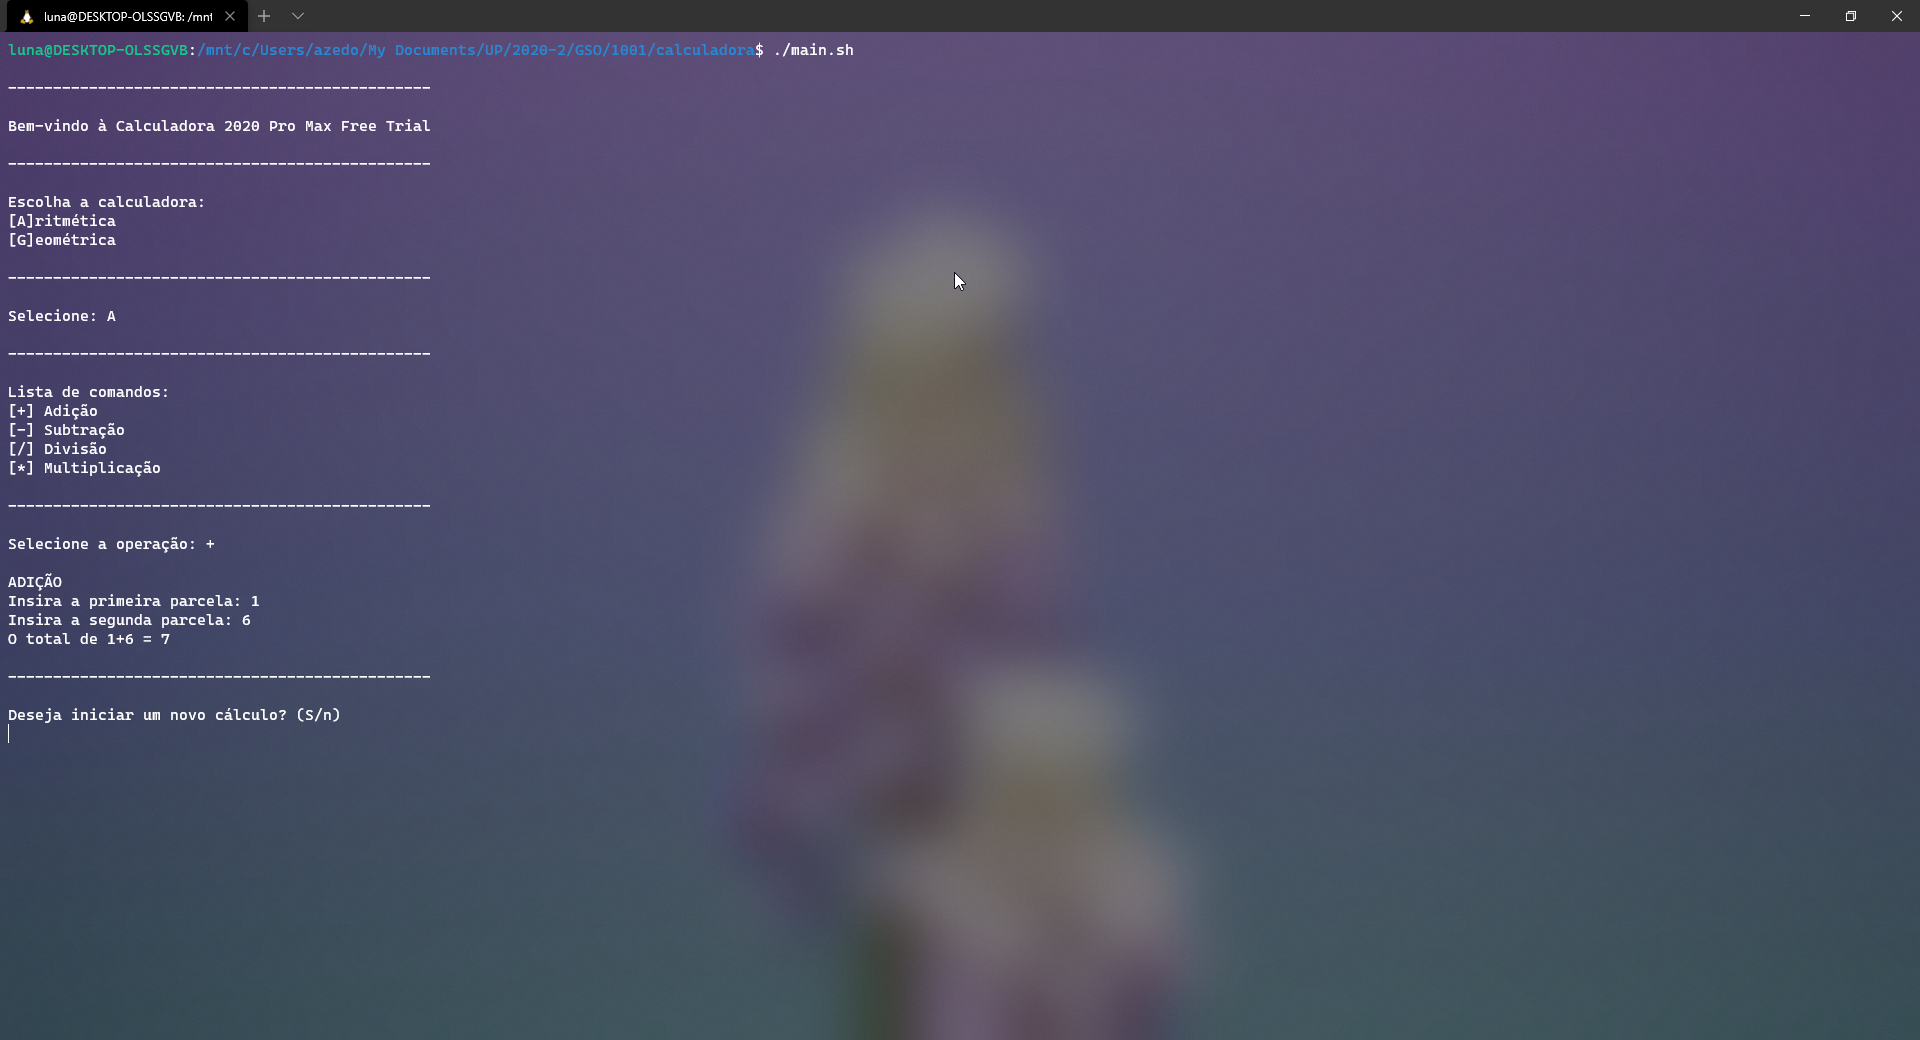 luna@DESKTOP-OLSSGVB: /mnt
luna@DESKTOP-OLSSGVB:/mnt/c/Users/azedo/My Documents/UP/2020-2/GSO/1001/calculadora$ ./main.sh
-----------------------------------------------
Bem-vindo à Calculadora 2020 Pro Max Free Trial
-----------------------------------------------
Escolha a calculadora:
[A]ritmética
[G]eométrica
-----------------------------------------------
Selecione: A
-----------------------------------------------
Lista de comandos:
[+] Adição
[-] Subtração
[/] Divisão
[*] Multiplicação
-----------------------------------------------
Selecione a operação: +
ADIÇÃO
Insira a primeira parcela: 1
Insira a segunda parcela: 6
O total de 1+6 = 7
-----------------------------------------------
Deseja iniciar um novo cálculo? (S/n)